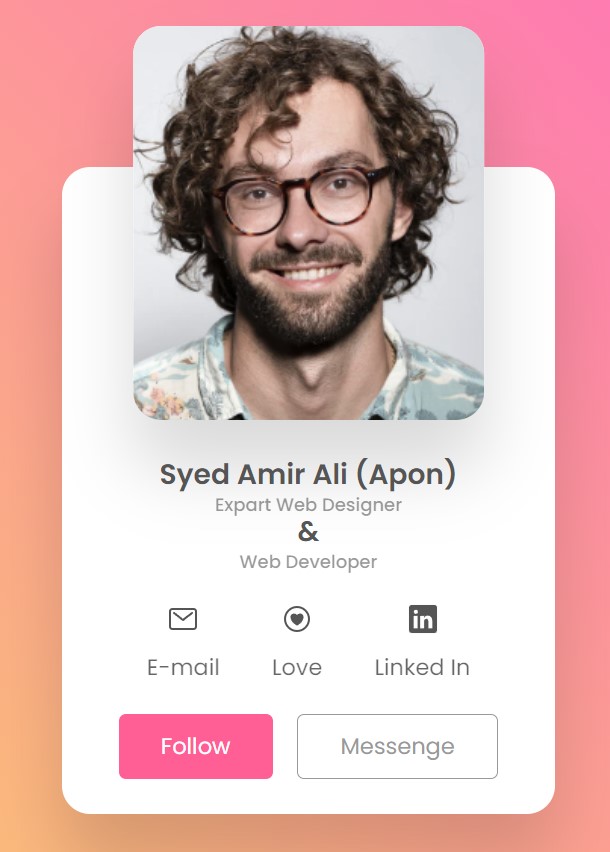 Syed Amir Ali (Apon)
Expart Web Designer
&
Web Developer
E-mail Love Linked In
Follow Messenge